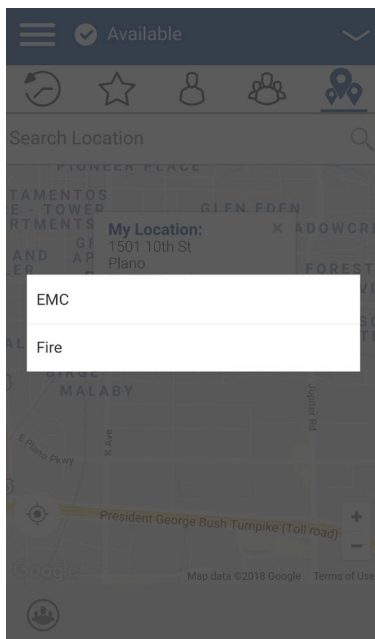 Available
Search Location
PIONEER PLACE
TAMENTOS
E - TOWER
RTMENTS
GLEN EDEN
My Location:
×
1501 10th St
Plano
ADOWCR
FOREST
EMC
Fire
MALABY
Jupiter Rd
K Ave
E Plano Pkwy
President George Bush Turnpike (Toll road)
+
−
Google
Map data ©2018 Google
Terms of Use